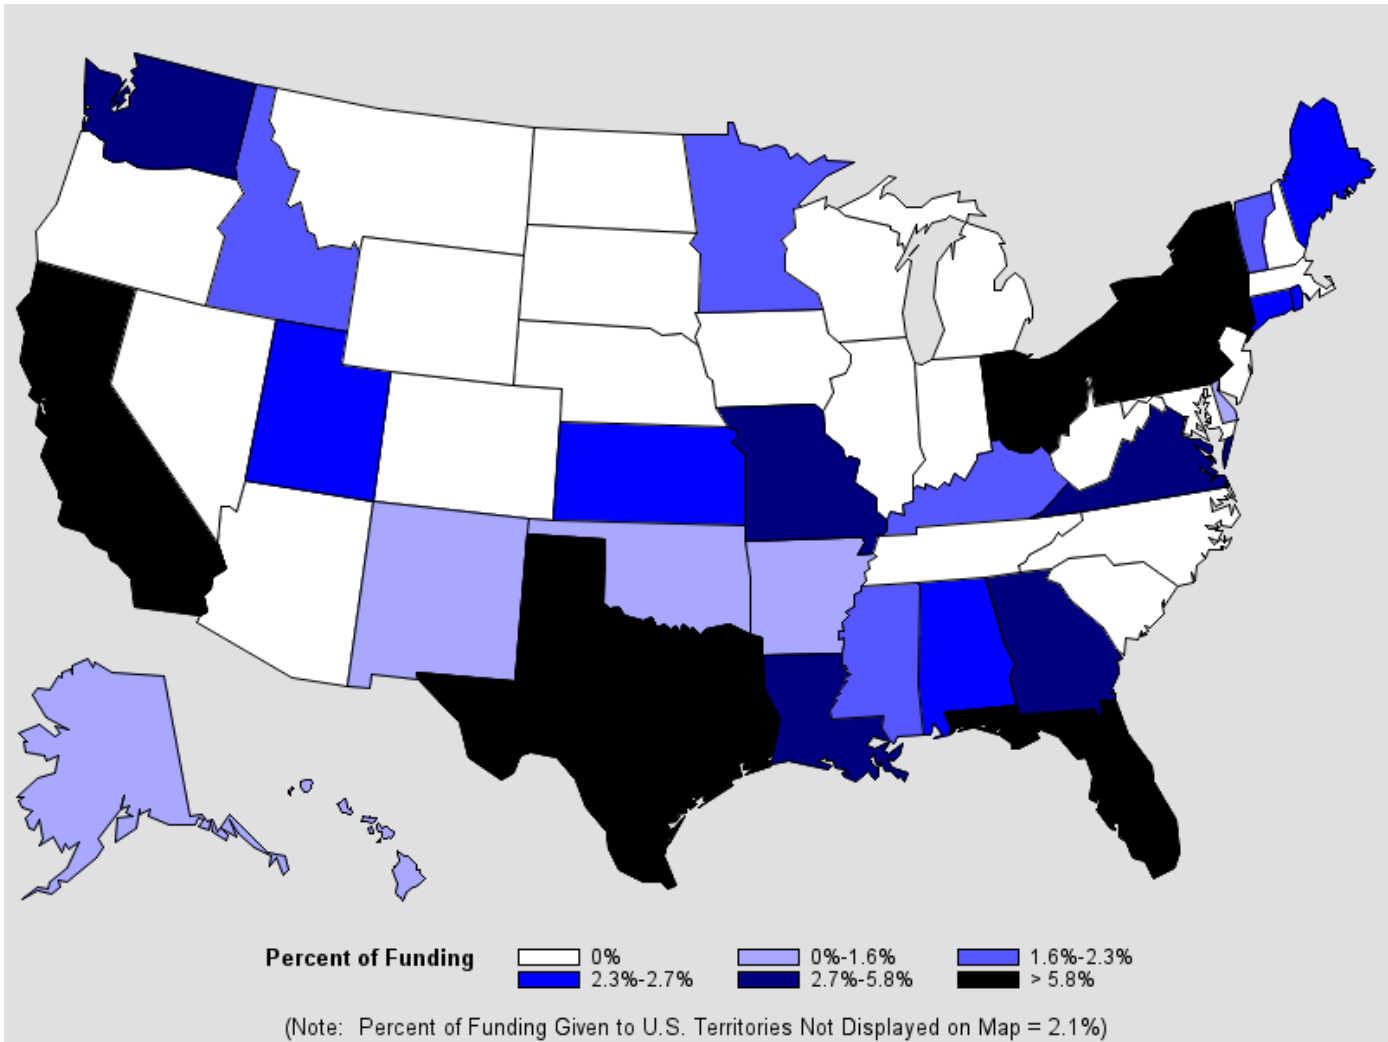 Percent of Funding 0% 0%-1.6% 1.6%-2.3%
2.3%-2.7% 2.7%-5.8% > 5.8%
(Note: Percent of Funding Given to U.S. Territories Not Displayed on Map = 2.1%)